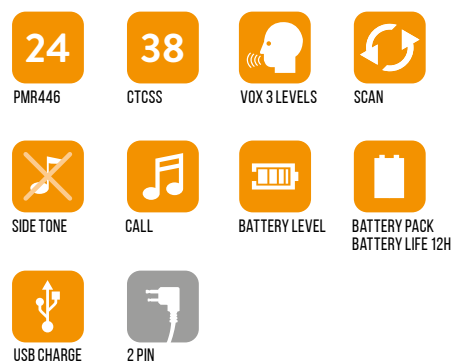 24
38
PMR446
CTCSS
VOX 3 LEVELS
SCAN
SIDE TONE
CALL
BATTERY LEVEL
BATTERY PACK
BATTERY LIFE 12H
USB CHARGE
2 PIN